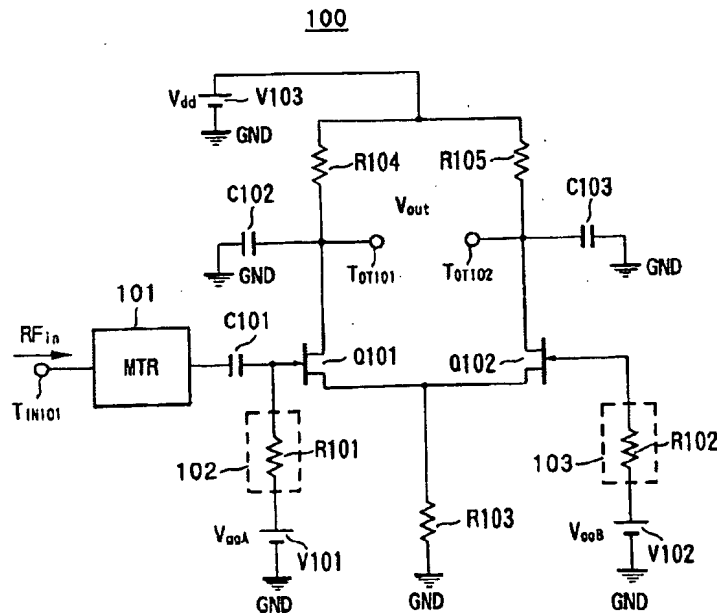 100
Vdd
V103
GND
R104
R105
C102
Vout
C103
GND
TOT101
TOT102
GND
101
RFin
C101
MTR
Q101
Q102
TIN101
R101
102
R102
103
R103
VggA
V101
VggB
V102
GND
GND
GND